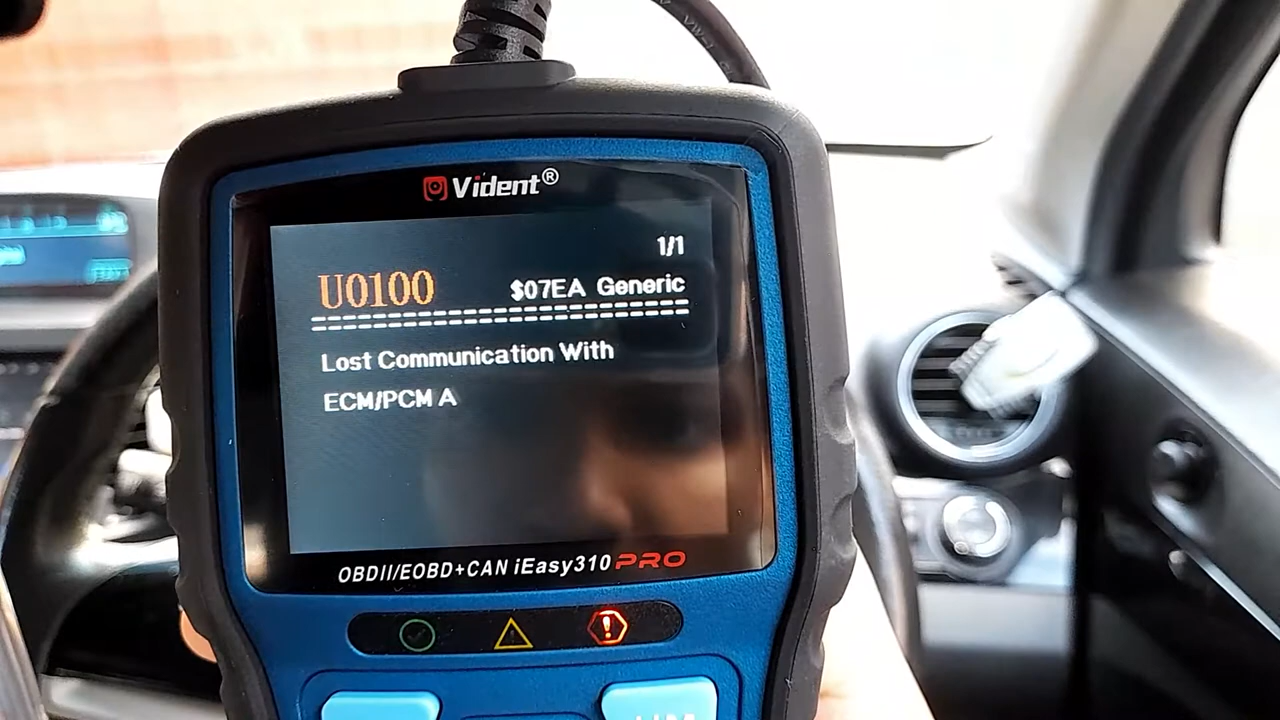 Vident®
1/1
U0100 $07EA Generic
Lost Communication With
ECM/PCM A
OBDII/EOBD+CAN iEasy310 PRO